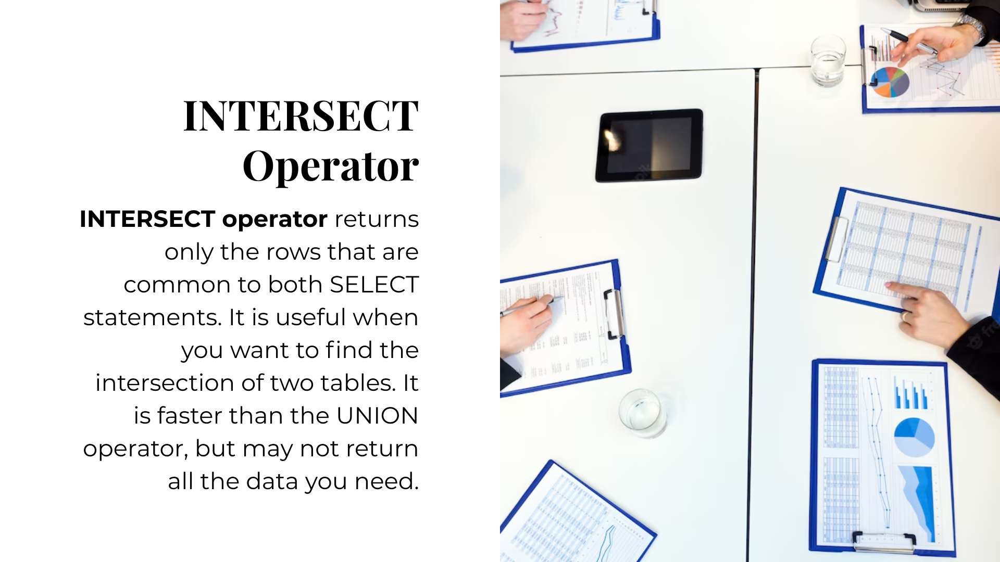 INTERSECT
Operator
INTERSECT operator returns
only the rows that are
common to both SELECT
statements. It is useful when
you want to find the
intersection of two tables. It
is faster than the UNION
operator, but may not return
all the data you need.